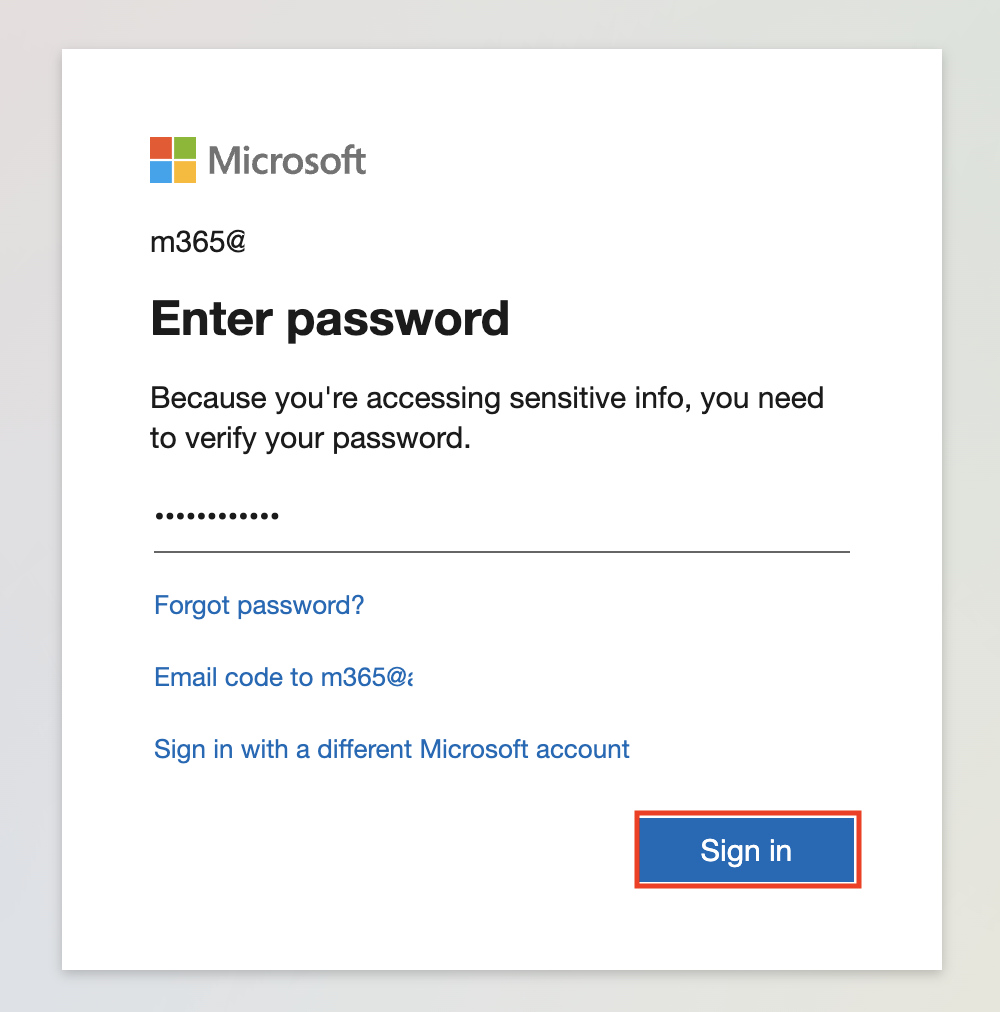 Microsoft
m365@
Enter password
Because you're accessing sensitive info, you need
to verify your password.
••••••••••••
Forgot password?
Email code to m365@
Sign in with a different Microsoft account
Sign in